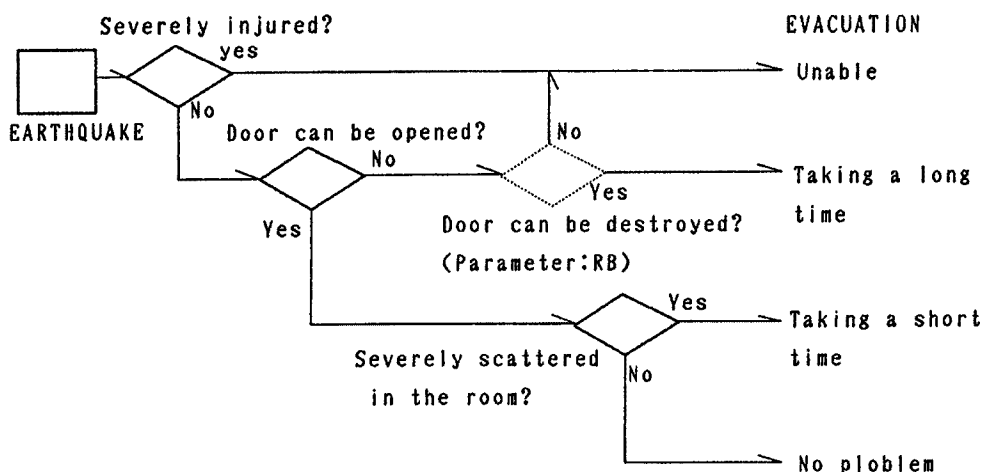 Severely injured?
EVACUATION
yes
Unable
No
EARTHQUAKE
Door can be opened?
No
No
Yes
Taking a long
time
Yes
Door can be destroyed?
(Parameter:RB)
Yes
Taking a short
time
Severely scattered
in the room?
No
No ploblem